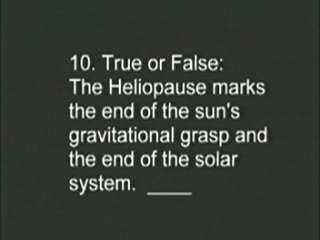 10. True or False:
The Heliopause marks
the end of the sun's
gravitational grasp and
the end of the solar
system. ____